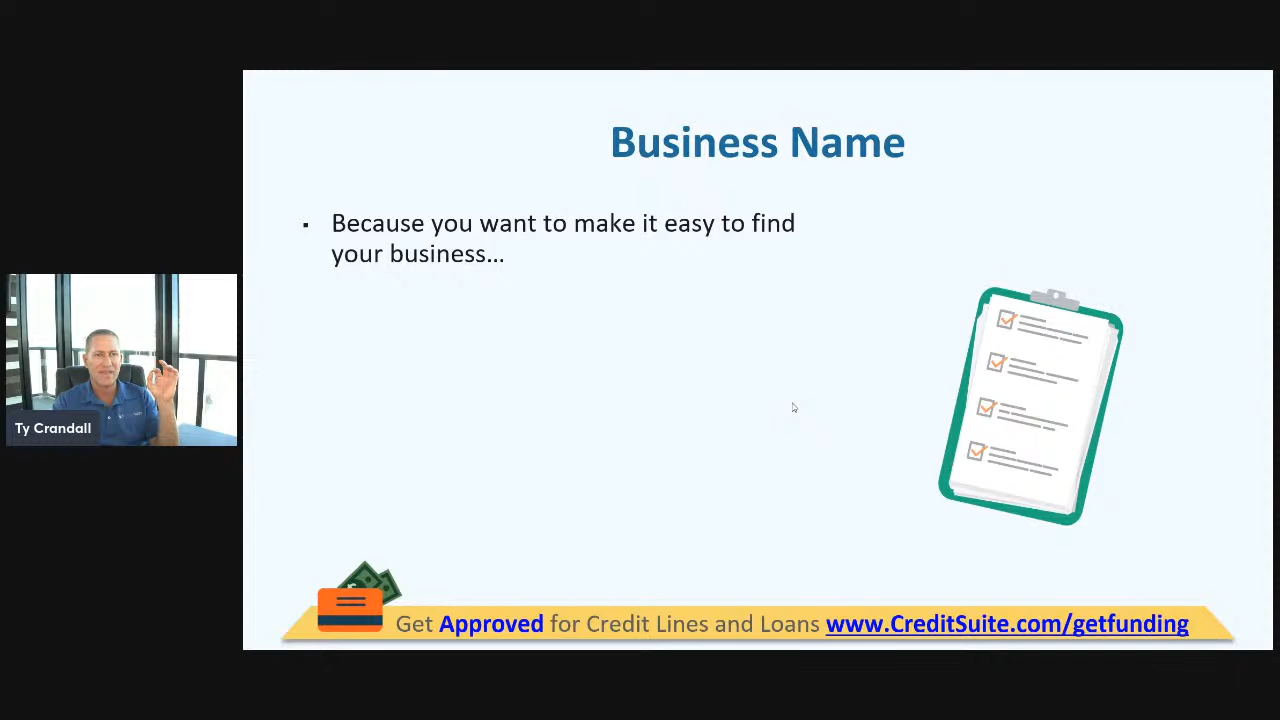 Business Name
▪ Because you want to make it easy to find
your business…
Ty Crandall
Get Approved for Credit Lines and Loans www.CreditSuite.com/getfunding